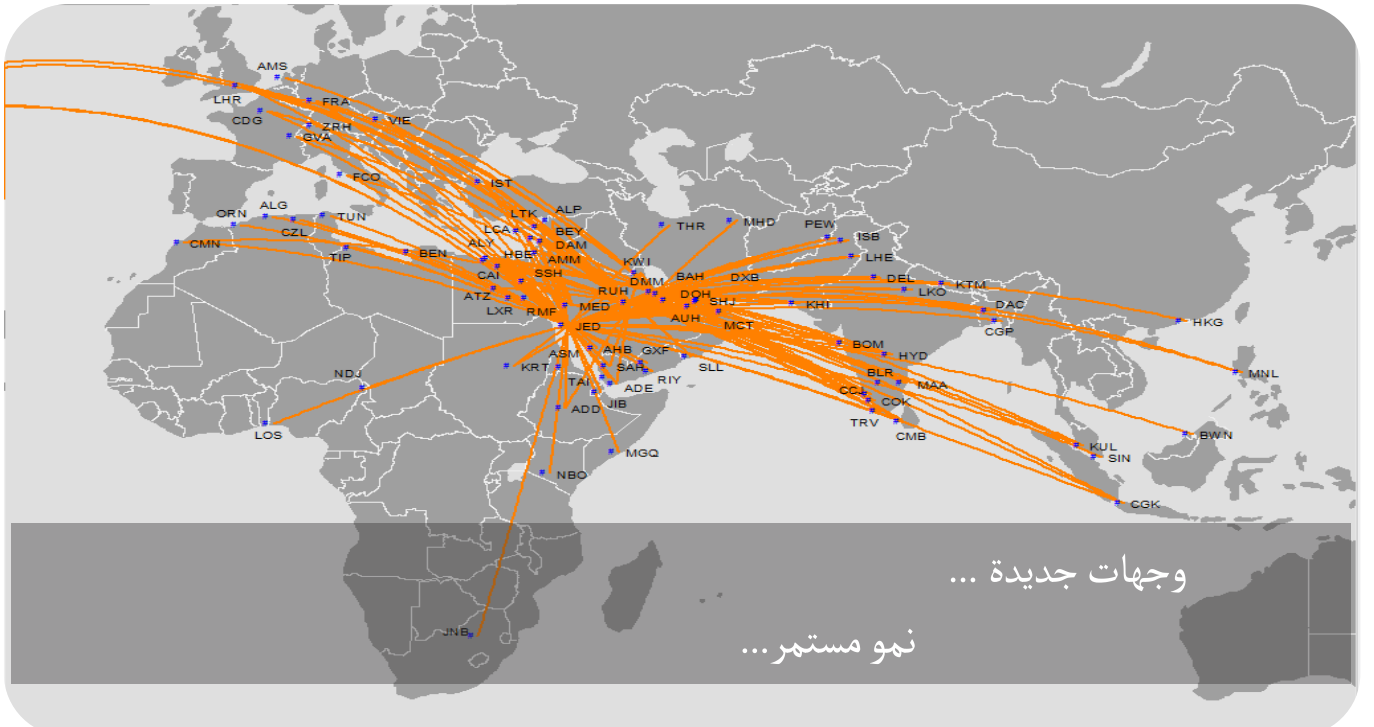 AMS
LHR
FRA
CDG
ZRH
VIE
GVA
FCO
IST
ORN
ALG
TUN
CZL
CMN
TIP
BEN
LTK
ALP
LCA
BEY
ALY
HBE
DAM
AMM
CAI
SSH
ATZ
LXR
RMF
MED
JED
THR
MHD
PEW
ISB
LHE
KWI
BAH
DXB
DMM
RUH
DOH
SHJ
AUH
MCT
KHI
DEL
LKO
KTM
DAC
CGP
HKG
BOM
HYD
BLR
MAA
CCJ
COK
TRV
CMB
MNL
BWN
KUL
SIN
CGK
ASM
AHB
GXF
SLL
KRT
TAI
SAH
RIY
ADE
NDJ
ADD
JIB
LOS
MGQ
NBO
JNB
وجهات جديدة ...
نمو مستمر...